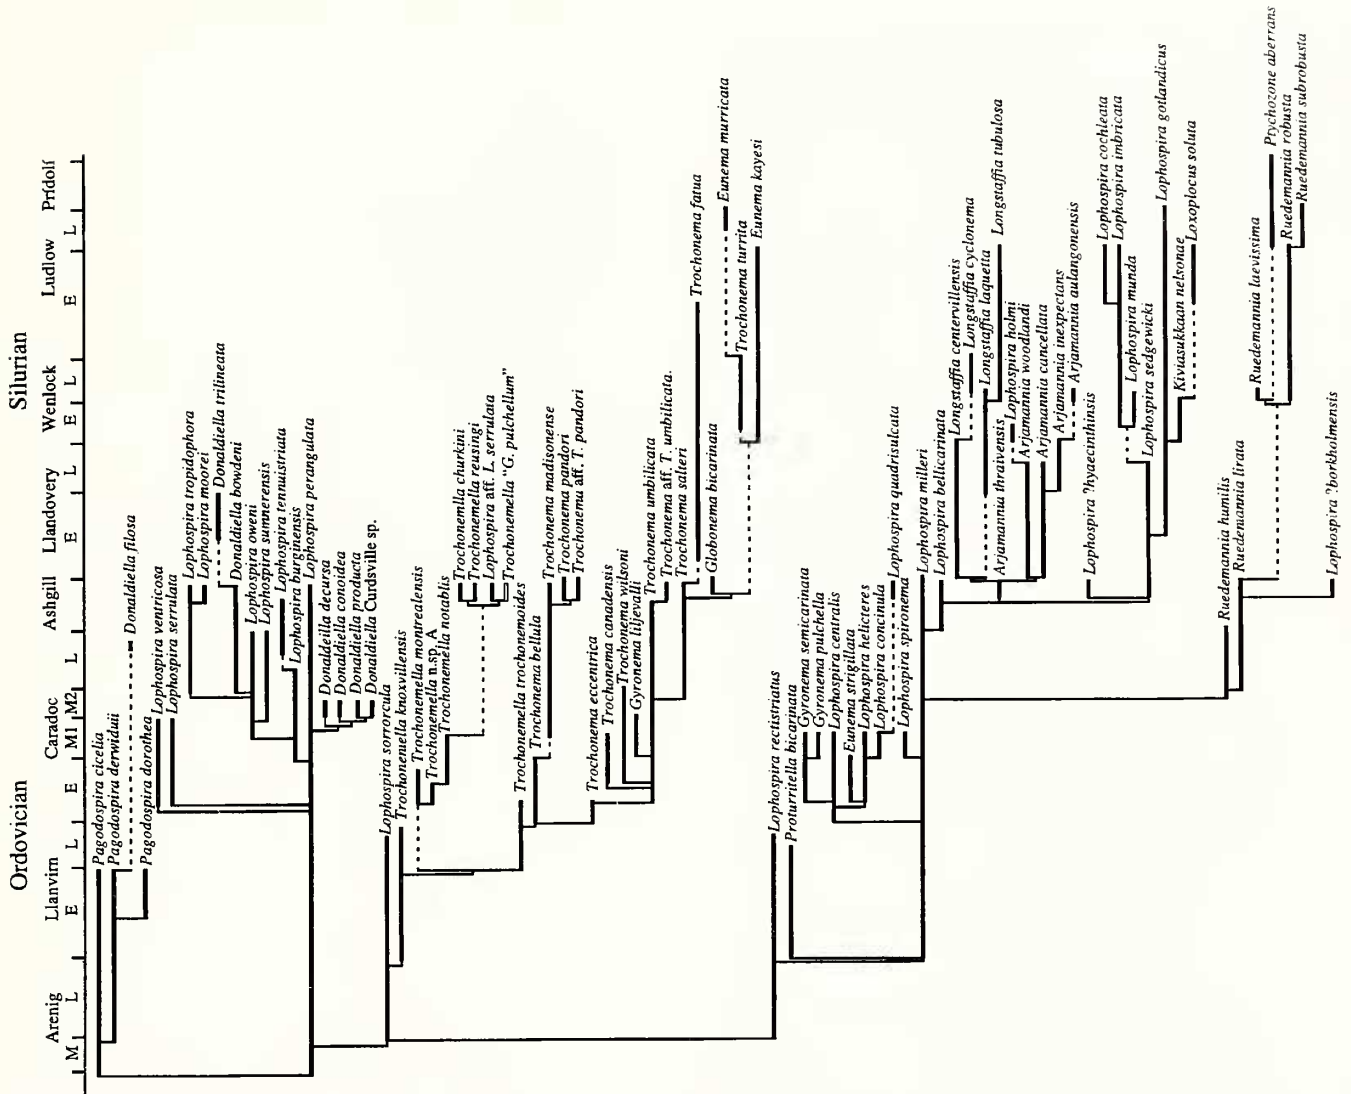 Ordovician
Silurian
Arenig
Llanvirn
Caradoc
Ashgill
Llandovery
Wenlock
Ludlow
Prídolí
M
L
E
L
E
M1
M2
L
E
L
E
L
E
L
Pagodospira cicelia
Pagodospira derwiduii
Donaldiella filosa
Pagodospira dorothea
Lophospira ventricosa
Lophospira serrulata
Lophospira tropidophora
Lophospira moorei
Donaldiella trilineata
Donaldiella bowdeni
Lophospira oweni
Lophospira sumnerensis
Lophospira tennuistriata
Lophospira burginensis
Lophospira perangulata
Donaldeilla decursa
Donaldiella conoidea
Donaldiella producta
Donaldiella Curdsville sp.
Lophospira sorrorcula
Trochonemella knoxvillensis
Trochonemella montrealensis
Trochonemella n.sp. A
Trochonemella notablis
Trochonemlla churkini
Trochonemella reusingi
Lophospira aff. L. serrulata
Trochonemella "G. pulchellum"
Trochonemella trochonemoides
Trochonema bellula
Trochonema madisonense
Trochonema pandori
Trochonema aff. T. pandori
Trochonema eccentrica
Trochonema canadensis
Trochonema wilsoni
Gyronema liljevalli
Trochonema umbilicata
Trochonema aff. T. umbilicata.
Trochonema salteri
Trochonema fatua
Globonema bicarinata
Eunema murricata
Trochonema turrita
Eunema kayesi
Lophospira rectistriatus
Proturritella bicarinata
Gyronema semicarinata
Gyronema pulchella
Lophospira centralis
Eunema strigillata
Lophospira helicteres
Lophospira concinula
Lophospira quadrisulcata
Lophospira spironema
Lophospira milleri
Lophospira bellicarinata
Longstaffia centervillensis
Longstaffia cyclonema
Longstaffia laquetta
Longstaffia tubulosa
Arjamannia thraivensis
Lophospira holmi
Arjamannia woodlandi
Arjamannia cancellata
Arjamannia inexpectans
Arjamannia aulangonensis
Lophospira ?hyaecinthinsis
Lophospira cochleata
Lophospira imbricata
Lophospira munda
Lophospira sedgewicki
Lophospira gotlandicus
Kiviasukkaan nelsonae
Loxoplocus soluta
Ruedemannia humilis
Ruedemannia lirata
Ruedemannia laevissima
Ptychozone aberrans
Ruedemannia robusta
Ruedemannia subrobusta
Lophospira ?borkholmensis